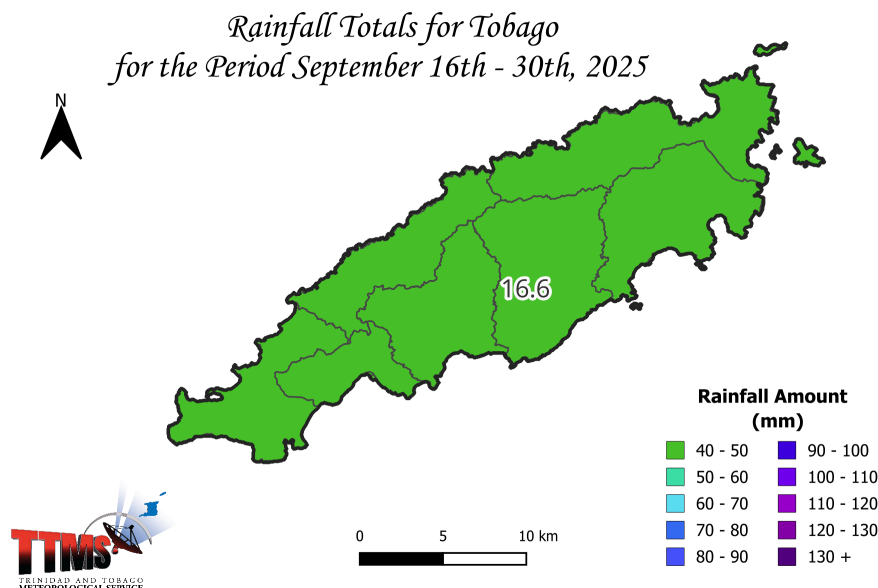 Rainfall Totals for Tobago
for the Period September 16th - 30th, 2025
N
16.6
Rainfall Amount
(mm)
40 - 50
50 - 60
60 - 70
70 - 80
80 - 90
90 - 100
100 - 110
110 - 120
120 - 130
130 +
0 5 10 km
TTMS
TRINIDAD AND TOBAGO
METEOROLOGICAL SERVICE